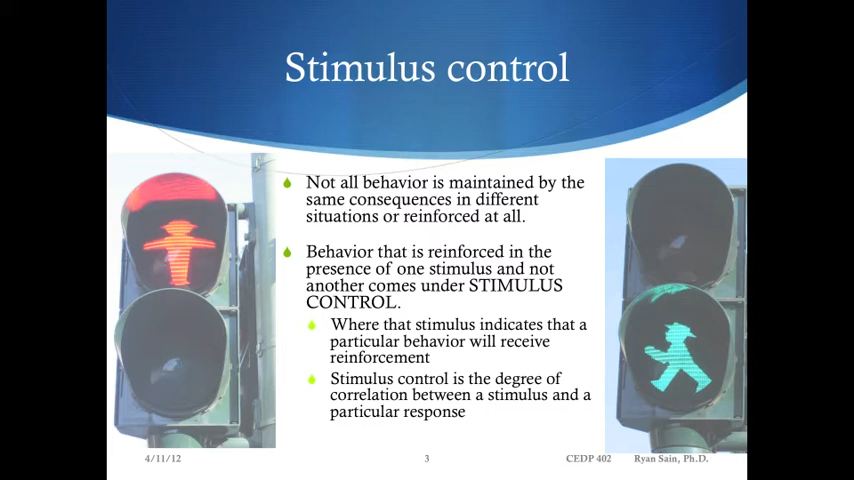 Stimulus control
Not all behavior is maintained by the
same consequences in different
situations or reinforced at all.
Behavior that is reinforced in the
presence of one stimulus and not
another comes under STIMULUS
CONTROL.
Where that stimulus indicates that a
particular behavior will receive
reinforcement
Stimulus control is the degree of
correlation between a stimulus and a
particular response
4/11/12
3
CEDP 402 Ryan Sain, Ph.D.